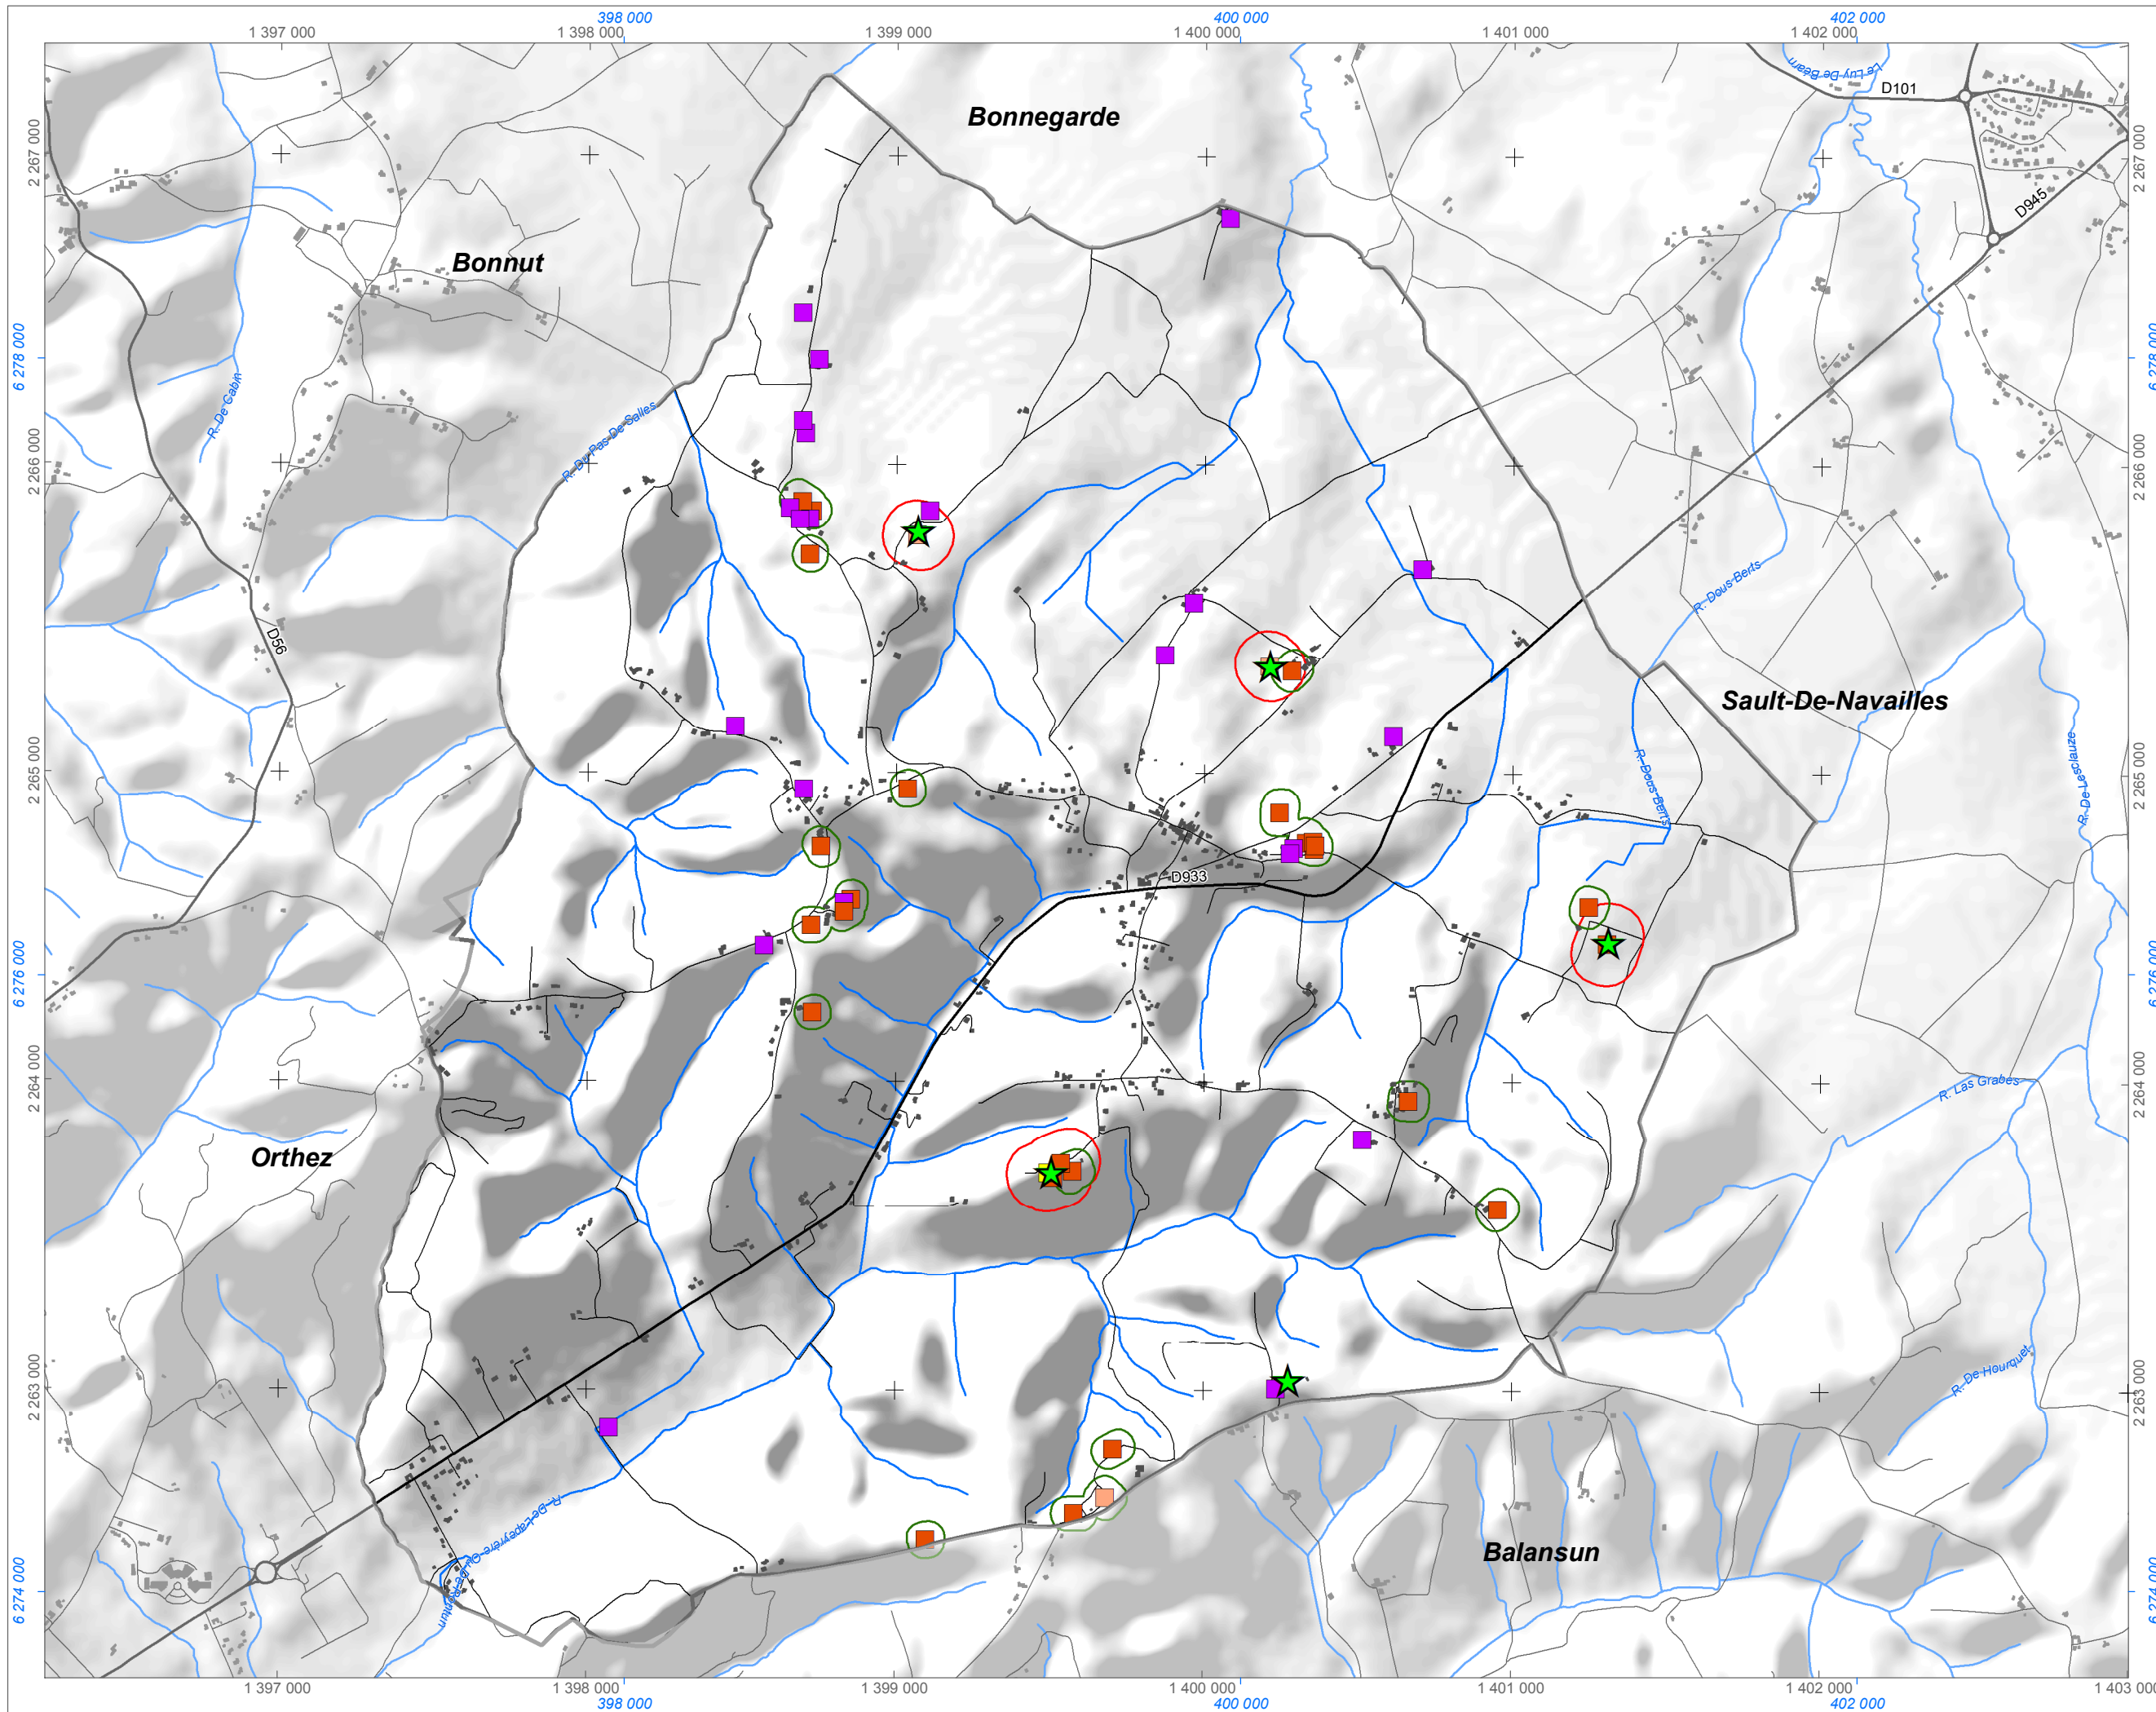 398 000
400 000
402 000
1 397 000
1 398 000
1 399 000
1 400 000
1 401 000
1 402 000
Le Luy De Béarn
D101
Bonnegarde
2 267 000
2 267 000
D945
Bonnut
6 278 000
6 278 000
R. De Cabin
R. Du Pas De Salles
2 266 000
2 266 000
R. Dous Berts
D56
Sault-De-Navailles
2 265 000
2 265 000
R. Dous Berts
R. De Lesclauze
D933
6 276 000
6 276 000
2 264 000
2 264 000
R. Las Grabes
Orthez
R. De Hourquet
2 263 000
2 263 000
R. De Lapeyrère Ou De Rontun
Balansun
6 274 000
6 274 000
1 397 000
1 398 000
1 399 000
1 400 000
1 401 000
1 402 000
1 403 000
398 000
400 000
402 000